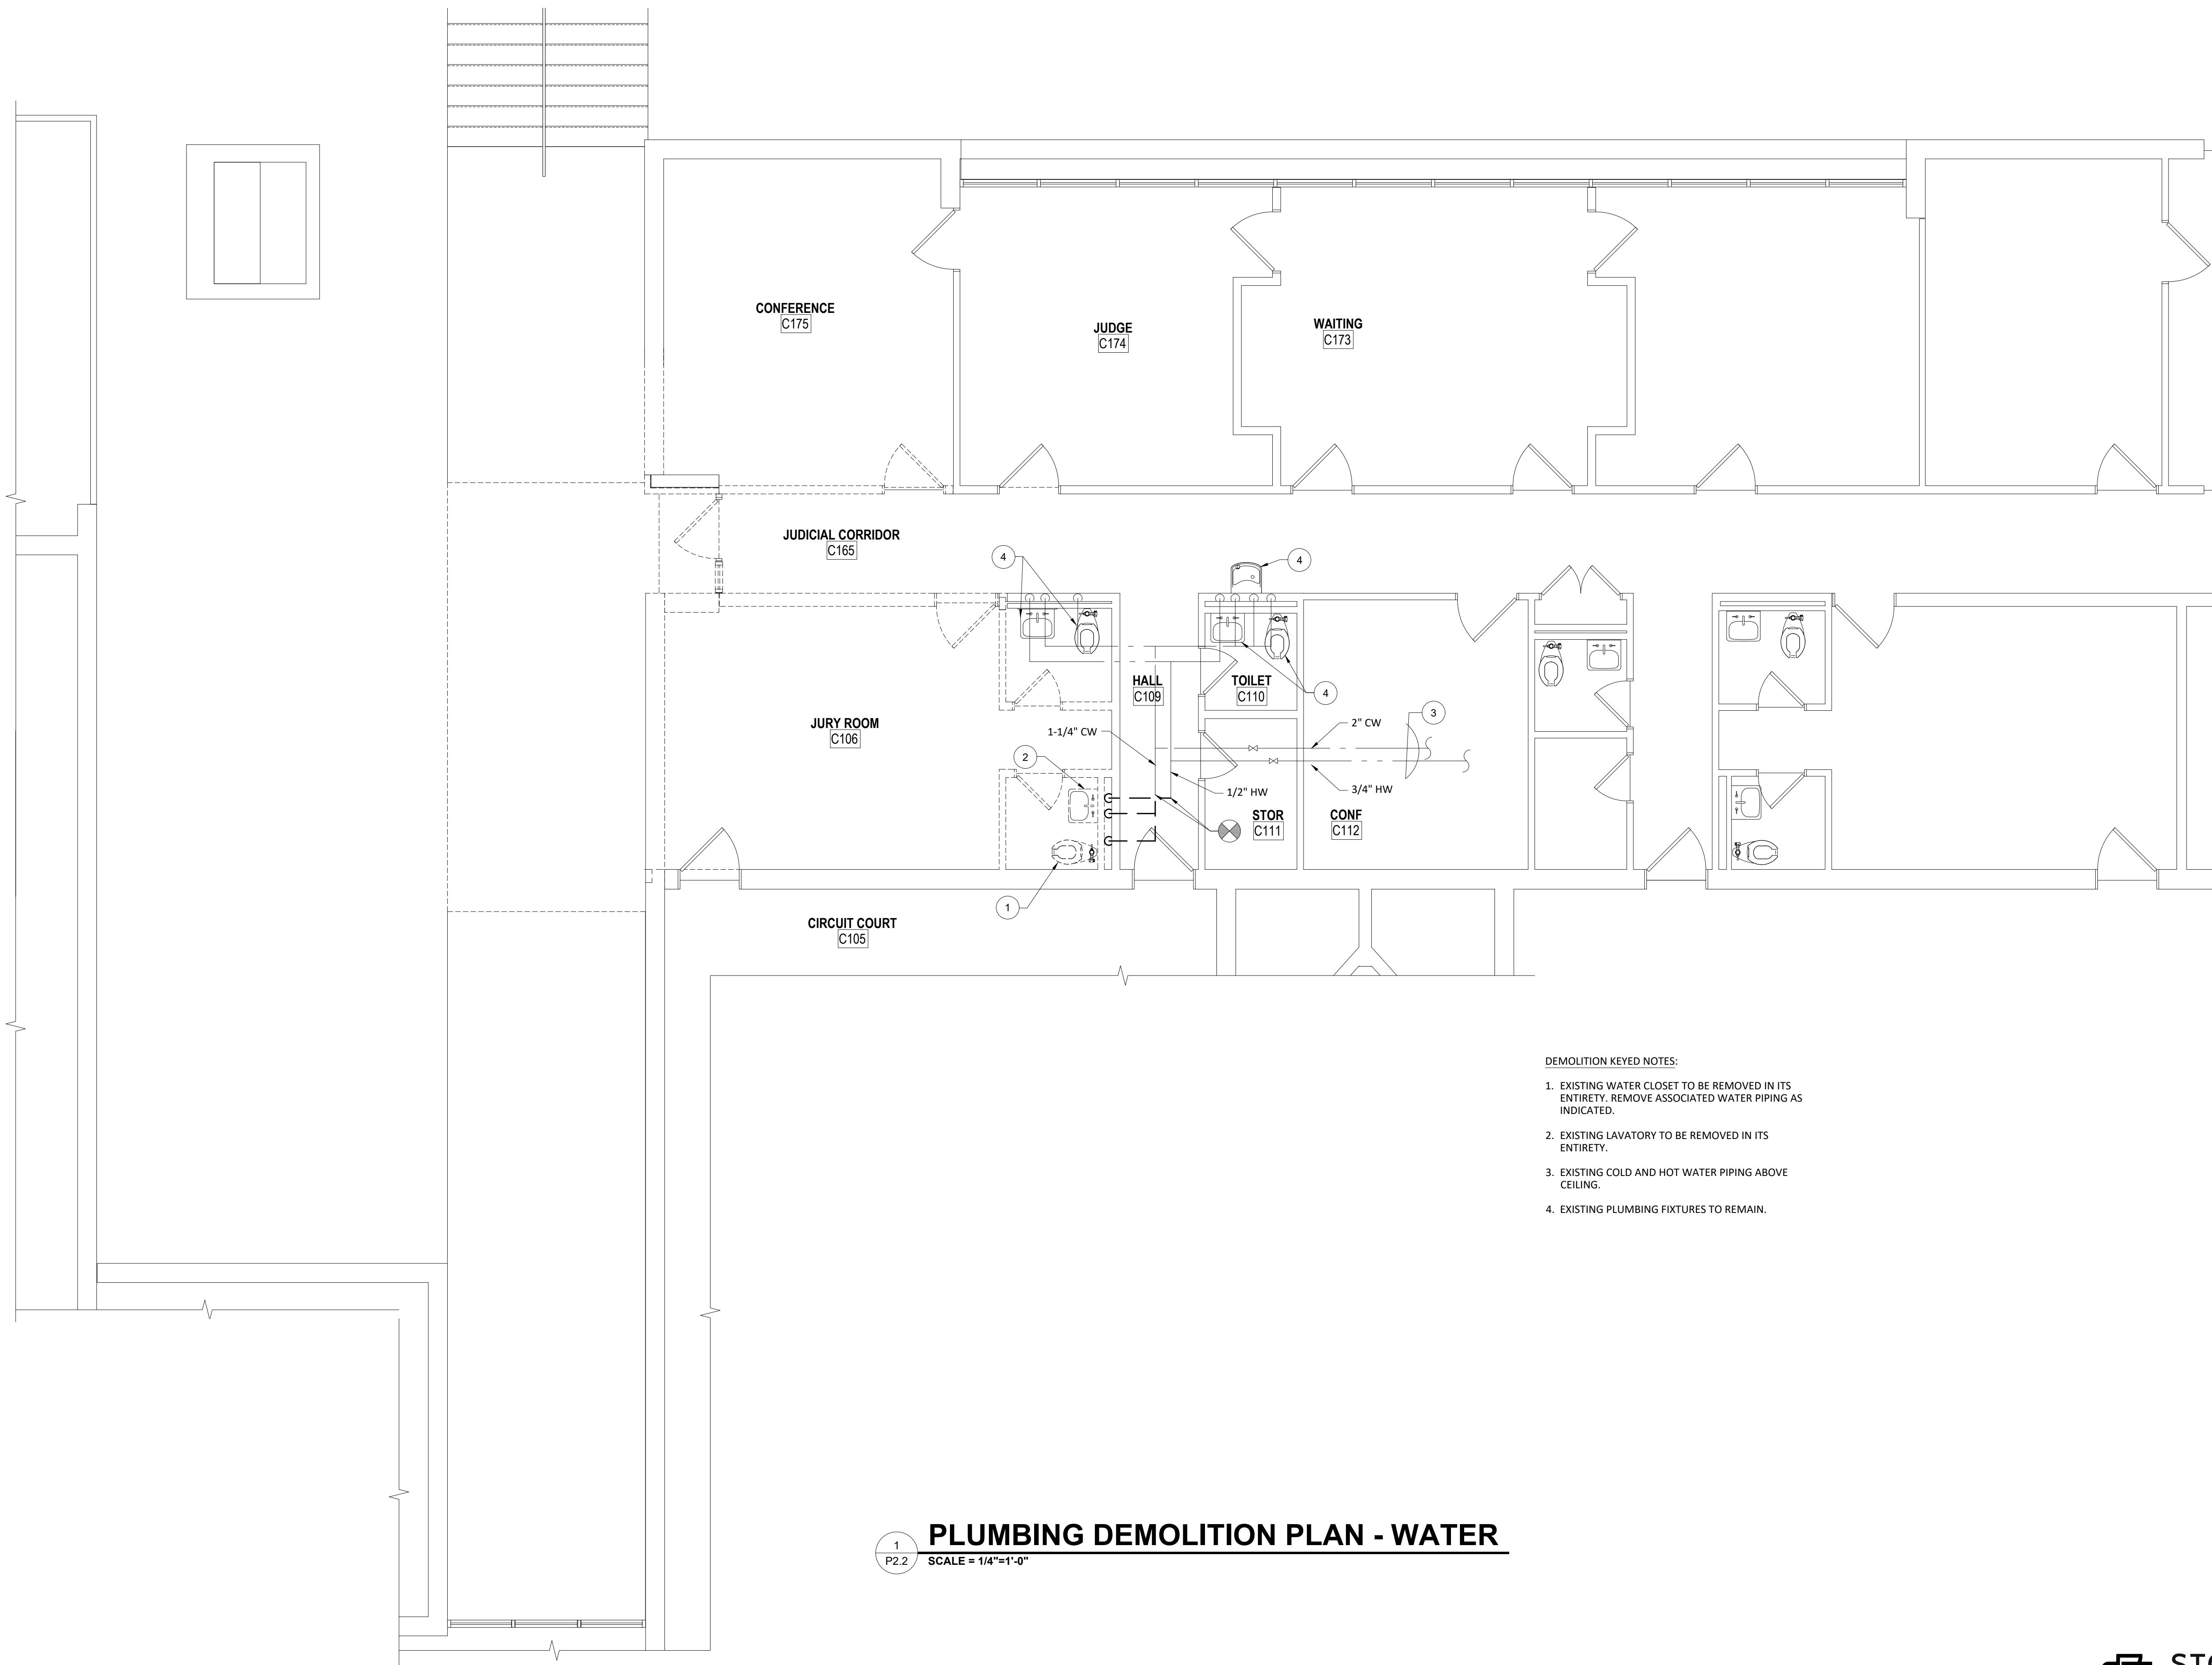 CONFERENCE
C175
JUDGE
C174
WAITING
C173
JUDICIAL CORRIDOR
C165
4
4
HALL
C109
TOILET
C110
4
JURY ROOM
C106
1-1/4" CW
2" CW
3
2
1/2" HW
3/4" HW
STOR
C111
CONF
C112
1
CIRCUIT COURT
C105
DEMOLITION KEYED NOTES:
1. EXISTING WATER CLOSET TO BE REMOVED IN ITS
ENTIRETY. REMOVE ASSOCIATED WATER PIPING AS
INDICATED.
2. EXISTING LAVATORY TO BE REMOVED IN ITS
ENTIRETY.
3. EXISTING COLD AND HOT WATER PIPING ABOVE
CEILING.
4. EXISTING PLUMBING FIXTURES TO REMAIN.
1
P2.2
PLUMBING DEMOLITION PLAN - WATER
SCALE = 1/4"=1'-0"